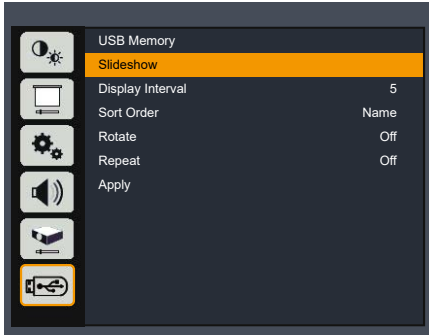 USB Memory
Slideshow
Display Interval 5
Sort Order Name
Rotate Off
Repeat Off
Apply